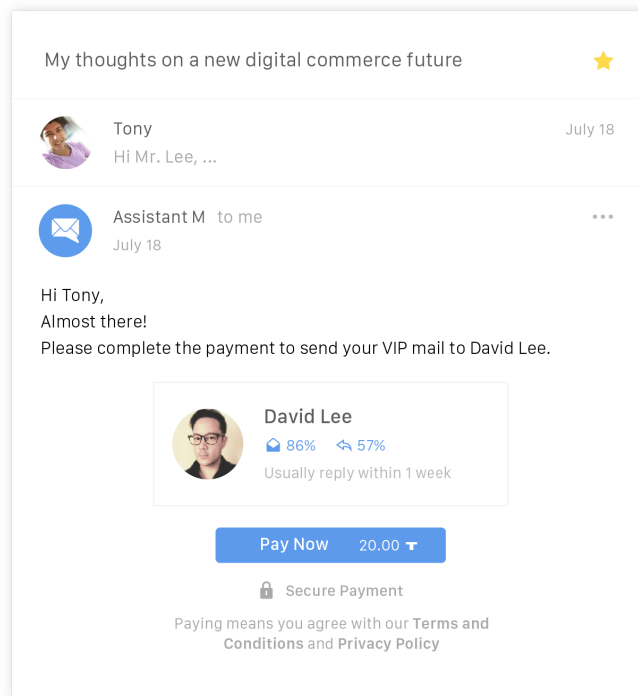 My thoughts on a new digital commerce future
Tony
July 18
Hi Mr. Lee, ...
Assistant M to me
July 18
Hi Tony,
Almost there!
Please complete the payment to send your VIP mail to David Lee.
David Lee
86% 57%
Usually reply within 1 week
Pay Now 20.00
Secure Payment
Paying means you agree with our Terms and
Conditions and Privacy Policy